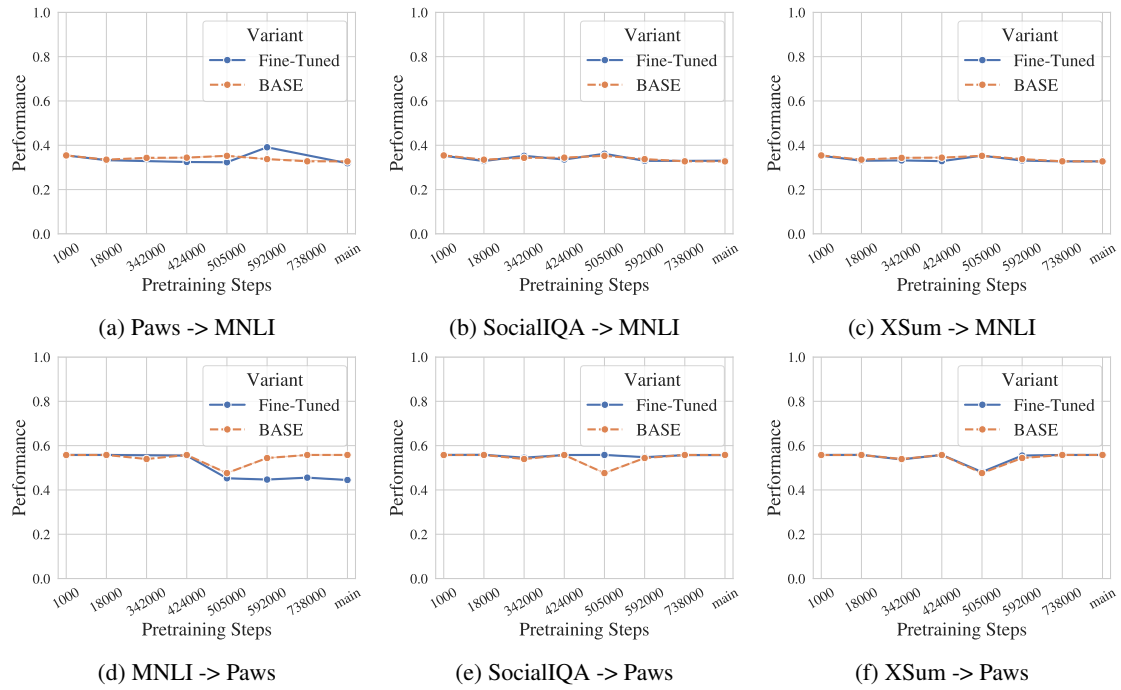 1.0
0.8
0.6
0.4
0.2
0.0
Performance
Variant
Fine-Tuned
BASE
1000
18000
342000
424000
505000
592000
738000
main
Pretraining Steps
(a) Paws -> MNLI
1.0
0.8
0.6
0.4
0.2
0.0
Performance
Variant
Fine-Tuned
BASE
1000
18000
342000
424000
505000
592000
738000
main
Pretraining Steps
(b) SocialIQA -> MNLI
1.0
0.8
0.6
0.4
0.2
0.0
Performance
Variant
Fine-Tuned
BASE
1000
18000
342000
424000
505000
592000
738000
main
Pretraining Steps
(c) XSum -> MNLI
1.0
0.8
0.6
0.4
0.2
0.0
Performance
Variant
Fine-Tuned
BASE
1000
18000
342000
424000
505000
592000
738000
main
Pretraining Steps
(d) MNLI -> Paws
1.0
0.8
0.6
0.4
0.2
0.0
Performance
Variant
Fine-Tuned
BASE
1000
18000
342000
424000
505000
592000
738000
main
Pretraining Steps
(e) SocialIQA -> Paws
1.0
0.8
0.6
0.4
0.2
0.0
Performance
Variant
Fine-Tuned
BASE
1000
18000
342000
424000
505000
592000
738000
main
Pretraining Steps
(f) XSum -> Paws